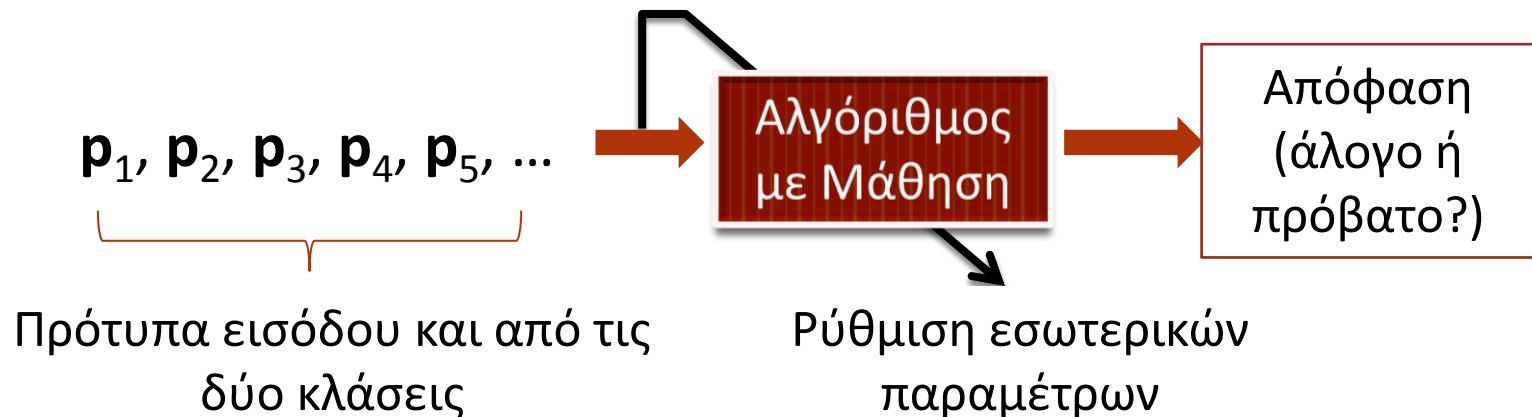 p₁, p₂, p₃, p₄, p₅, ...
Αλγόριθμος
με Μάθηση
Απόφαση
(άλογο ή
πρόβατο?)
Πρότυπα εισόδου και από τις
δύο κλάσεις
Ρύθμιση εσωτερικών
παραμέτρων